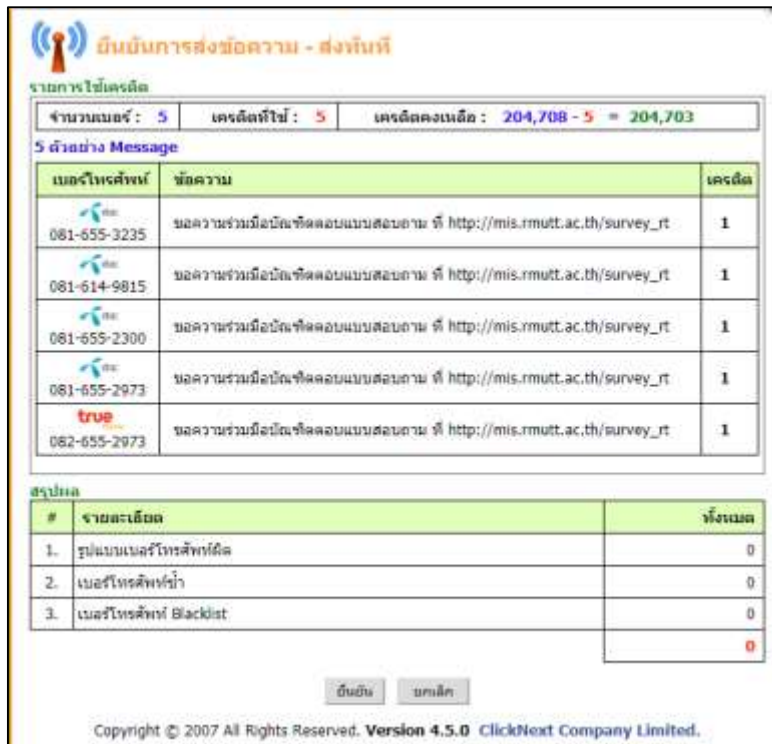 ยืนยันการส่งข้อความ - ส่งทันที
รายการใช้เครดิต
จำนวนเบอร์ : 5 เครดิตที่ใช้ : 5 เครดิตคงเหลือ : 204,708 - 5 = 204,703
5 ตัวอย่าง Message
เบอร์โทรศัพท์ ข้อความ เครดิต
081-655-3235 ขอความร่วมมือบัณฑิตตอบแบบสอบถาม ที่ http://mis.rmutt.ac.th/survey_rt 1
081-614-9815 ขอความร่วมมือบัณฑิตตอบแบบสอบถาม ที่ http://mis.rmutt.ac.th/survey_rt 1
081-655-2300 ขอความร่วมมือบัณฑิตตอบแบบสอบถาม ที่ http://mis.rmutt.ac.th/survey_rt 1
081-655-2973 ขอความร่วมมือบัณฑิตตอบแบบสอบถาม ที่ http://mis.rmutt.ac.th/survey_rt 1
true
082-655-2973 ขอความร่วมมือบัณฑิตตอบแบบสอบถาม ที่ http://mis.rmutt.ac.th/survey_rt 1
สรุปผล
# รายละเอียด ทั้งหมด
1. รูปแบบเบอร์โทรศัพท์ผิด 0
2. เบอร์โทรศัพท์ซ้ำ 0
3. เบอร์โทรศัพท์ Blacklist 0
0
ยืนยัน ยกเลิก
Copyright © 2007 All Rights Reserved. Version 4.5.0 ClickNext Company Limited.